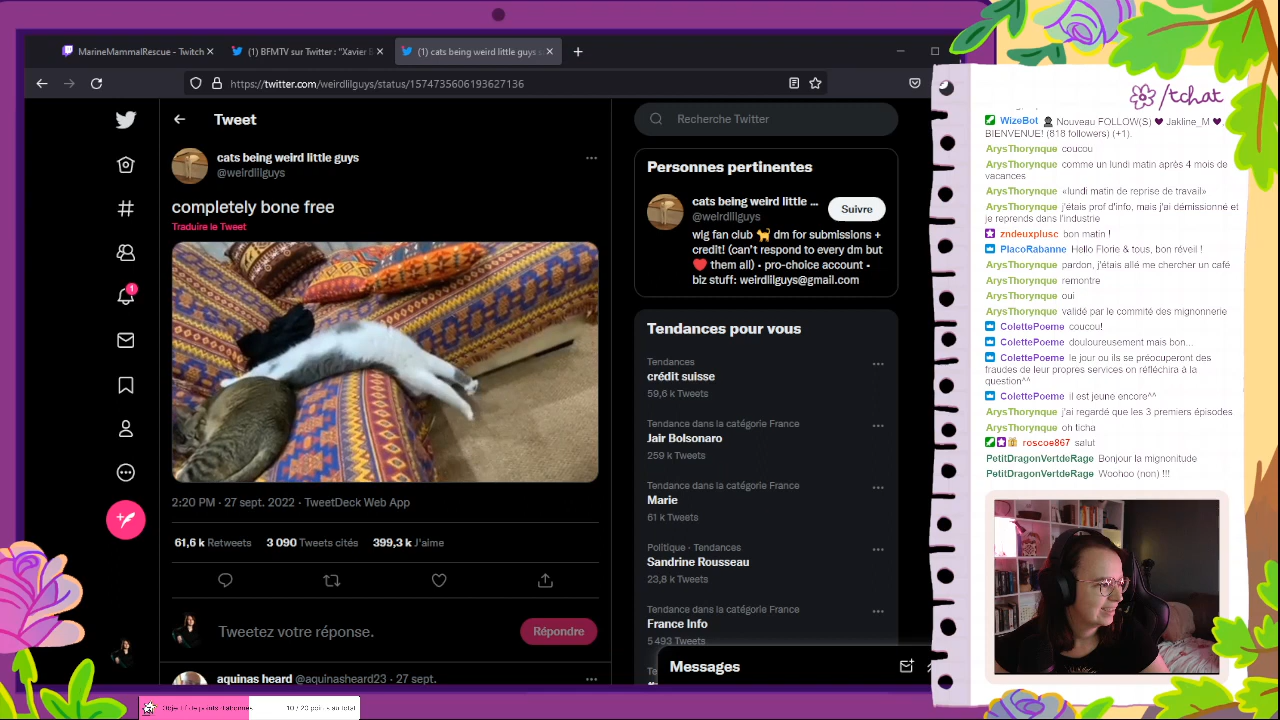 MarineMammalRescue - Twitch
(1) BFMTV sur Twitter : "Xavier
(1) cats being weird little guys
https://twitter.com/weirdlilguys/status/1574735606193627136
Tweet
cats being weird little guys
@weirdlilguys
completely bone free
Traduire le Tweet
2:20 PM · 27 sept. 2022 · TweetDeck Web App
61,6 k Retweets 3 090 Tweets cités 399,3 k J'aime
Tweetez votre réponse.
Répondre
aquinas heard @aquinasheard23 · 27 sept.
1
Recherche Twitter
Personnes pertinentes
cats being weird little ...
@weirdlilguys
Suivre
wlg fan club 🐈 dm for submissions +
credit! (can't respond to every dm but
❤️ them all) • pro-choice account •
biz stuff: weirdlilguys@gmail.com
Tendances pour vous
Tendances
crédit suisse
59,6 k Tweets
Tendance dans la catégorie France
Jair Bolsonaro
259 k Tweets
Tendance dans la catégorie France
Marie
61 k Tweets
Politique · Tendances
Sandrine Rousseau
23,8 k Tweets
Tendance dans la catégorie France
France Info
5 493 Tweets
Messages
/tchat
WizeBot Nouveau FOLLOW(S) ♥ Jakline_M ♥
BIENVENUE! (818 followers) (+1).
ArysThorynque coucou
ArysThorynque comme un lundi matin après 4 mois de
vacances
ArysThorynque «lundi matin de reprise de travail»
ArysThorynque j'étais prof d'info, mais j'ai démissionné et
je reprends dans l'industrie
zndeuxplusc bon matin !
PlacoRabanne Hello Florie & tous, bon réveil !
ArysThorynque pardon, j'étais allé me chercher un café
ArysThorynque remontre
ArysThorynque oui
ArysThorynque validé par le commité des mignonnerie
ColettePoeme coucou!
ColettePoeme douloureusement mais bon...
ColettePoeme le jour ou ils se préocuperont des
fraudes de leur propres services on réfléchira à la
question^^
ColettePoeme il est jeune encore^^
ArysThorynque j'ai regardé que les 3 premiers épisodes
ArysThorynque oh ticha
roscoe867 salut
PetitDragonVertdeRage Bonjour la mignonitude
PetitDragonVertdeRage Woohoo (non) !!!